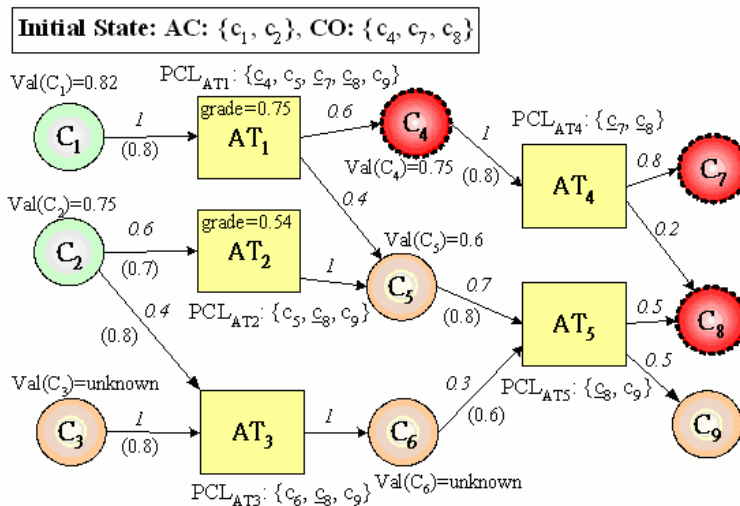 Initial State: AC: {c₁, c₂}, CO: {c₄, c₇, c₈}
Val(C₁)=0.82
PCL_AT1: {c₄, c₅, c₇, c₈, c₉}
grade=0.75
C₁
1
(0.8)
AT₁
0.6
C₄
Val(C₄)=0.75
0.4
1
(0.8)
PCL_AT4: {c₇, c₈}
AT₄
0.8
C₇
0.2
Val(C₂)=0.75
C₂
0.6
(0.7)
grade=0.54
AT₂
1
PCL_AT2: {c₅, c₈, c₉}
Val(C₅)=0.6
C₅
0.7
(0.8)
AT₅
0.5
C₈
0.5
PCL_AT5: {c₈, c₉}
C₉
0.4
(0.8)
Val(C₃)=unknown
C₃
1
(0.8)
AT₃
1
C₆
0.3
(0.6)
PCL_AT3: {c₆, c₈, c₉}
Val(C₆)=unknown